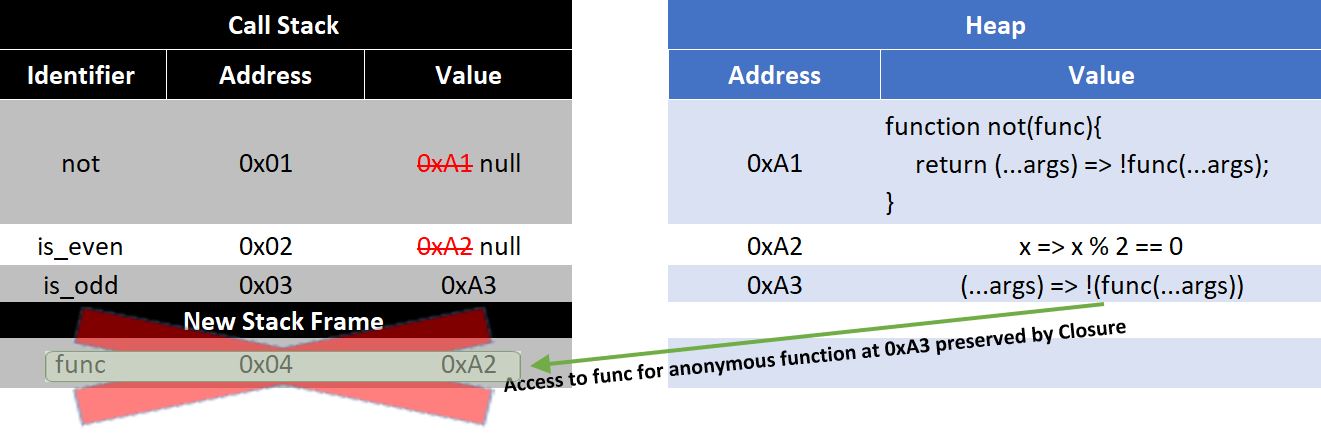 Call Stack
Heap
Identifier Address Value
Address Value
not 0x01 0xA1 null
0xA1
function not(func){
return (...args) => !func(...args);
}
is_even 0x02 0xA2 null
0xA2 x => x % 2 == 0
is_odd 0x03 0xA3
0xA3 (...args) => !(func(...args))
New Stack Frame
func 0x04 0xA2
Access to func for anonymous function at 0xA3 preserved by Closure